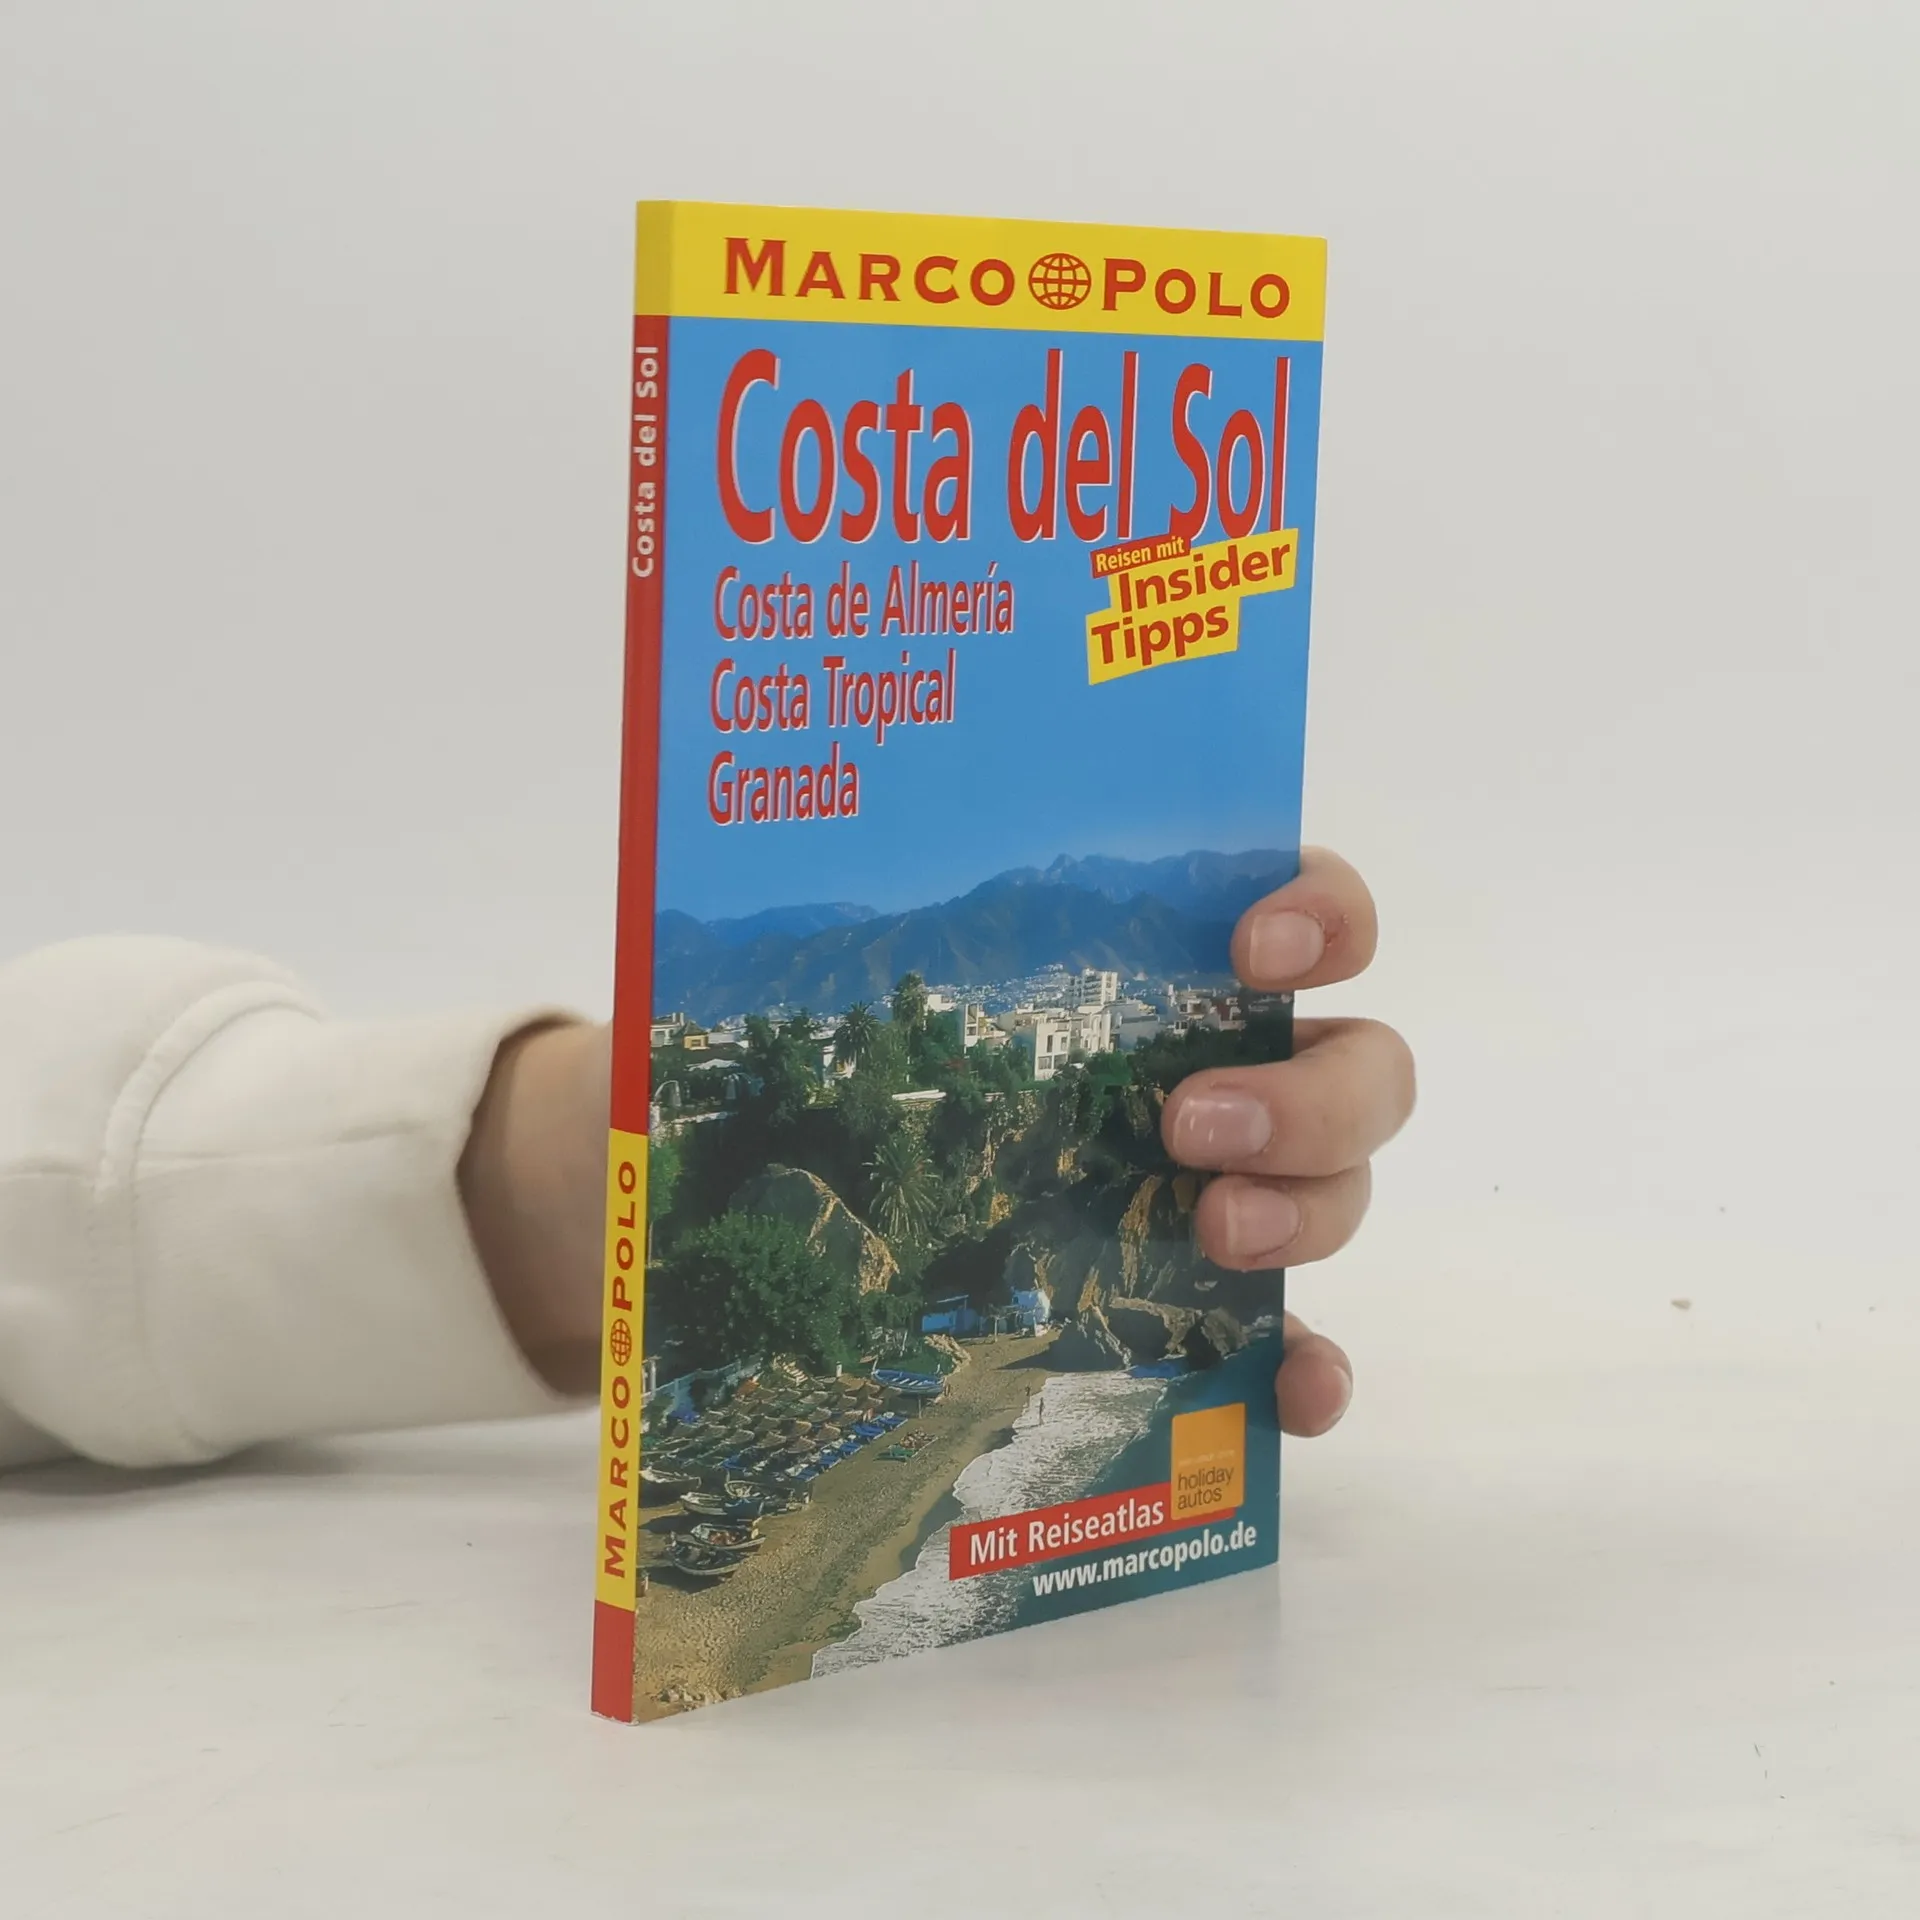 MARCO POLO
Costa del Sol
Reisen mit
Insider
Tipps
Costa de Almería
Costa Tropical
Granada
holiday
autos
Mit Reiseatlas
www.marcopolo.de
Costa del Sol
MARCO POLO